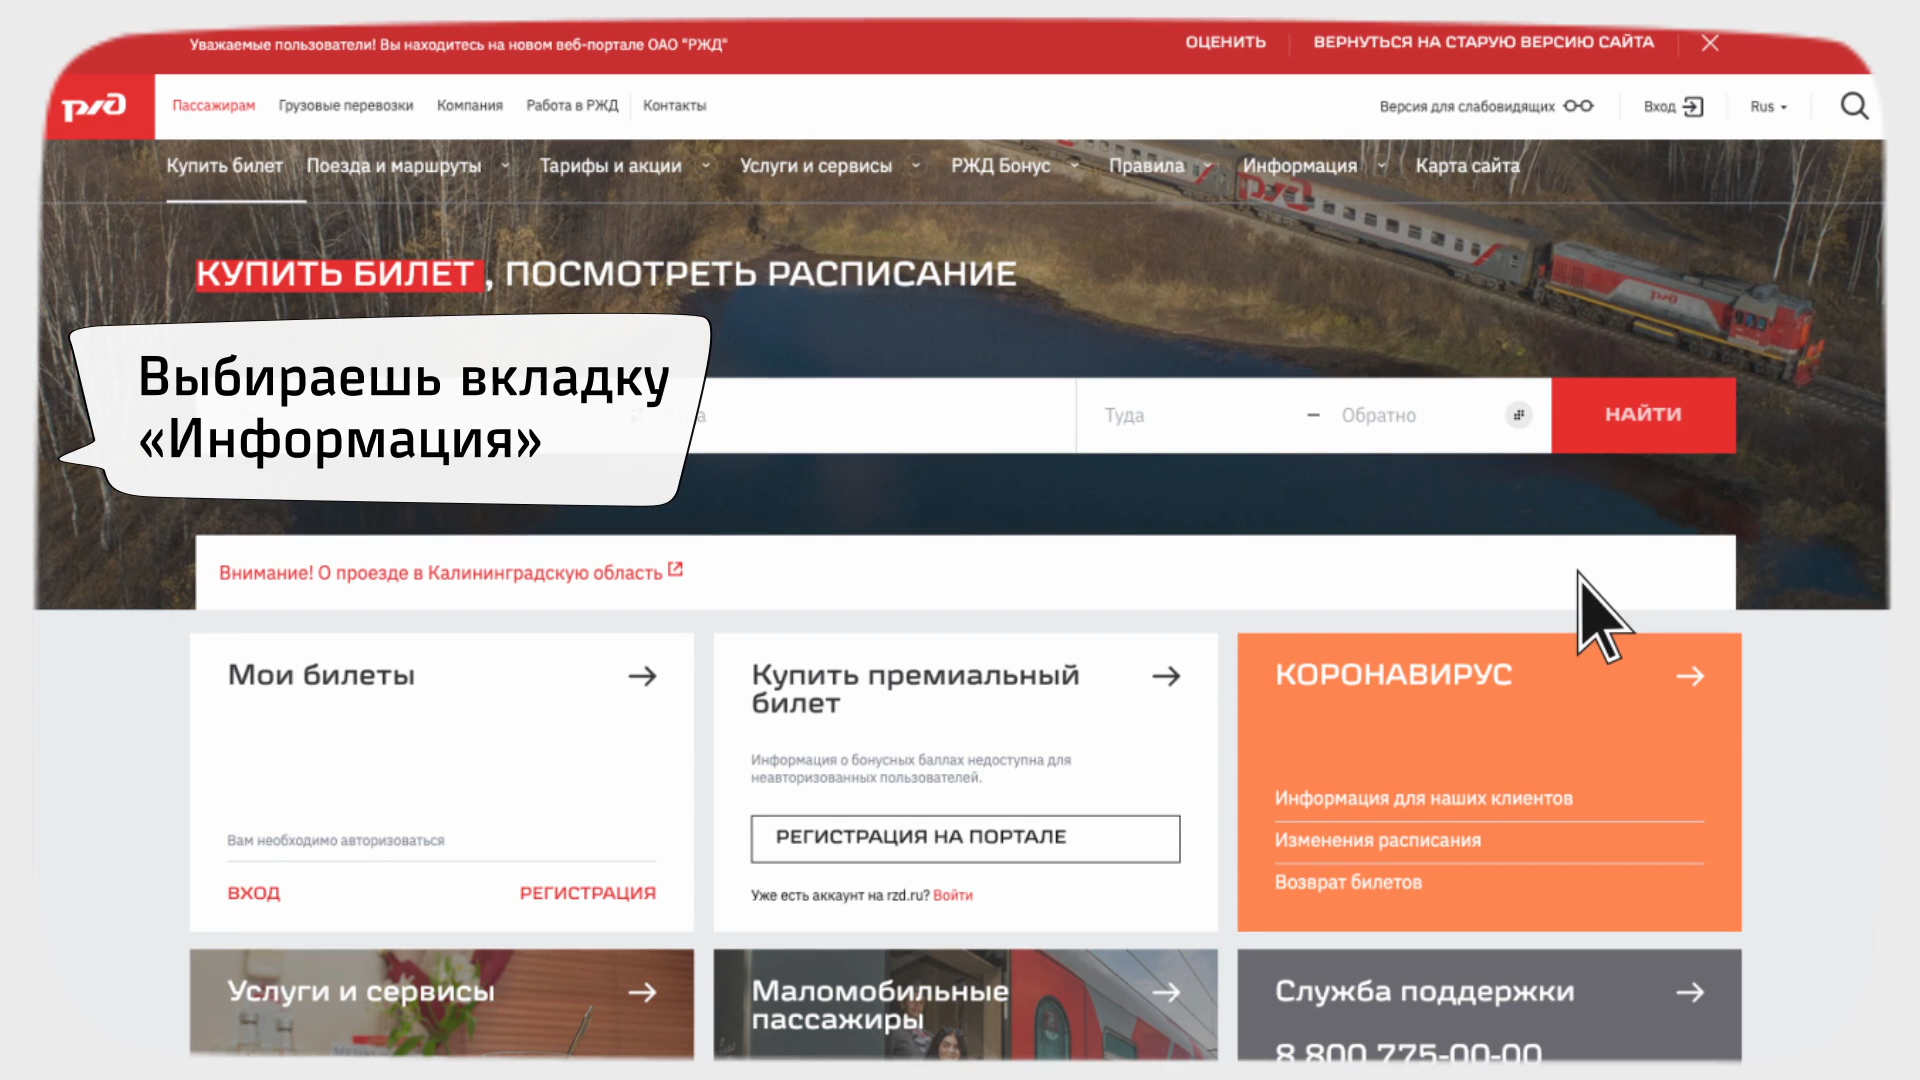 Уважаемые пользователи! Вы находитесь на новом веб-портале ОАО "РЖД"
ОЦЕНИТЬ
ВЕРНУТЬСЯ НА СТАРУЮ ВЕРСИЮ САЙТА
РЖД
Пассажирам
Грузовые перевозки
Компания
Работа в РЖД
Контакты
Версия для слабовидящих
Вход
Rus
Купить билет
Поезда и маршруты
Тарифы и акции
Услуги и сервисы
РЖД Бонус
Правила
Информация
Карта сайта
КУПИТЬ БИЛЕТ, ПОСМОТРЕТЬ РАСПИСАНИЕ
Выбираешь вкладку
«Информация»
Туда
Обратно
НАЙТИ
Внимание! О проезде в Калининградскую область
Мои билеты
Вам необходимо авторизоваться
ВХОД
РЕГИСТРАЦИЯ
Купить премиальный
билет
Информация о бонусных баллах недоступна для
неавторизованных пользователей.
РЕГИСТРАЦИЯ НА ПОРТАЛЕ
Уже есть аккаунт на rzd.ru? Войти
КОРОНАВИРУС
Информация для наших клиентов
Изменения расписания
Возврат билетов
Услуги и сервисы
Маломобильные
пассажиры
Служба поддержки
8 800 775-00-00